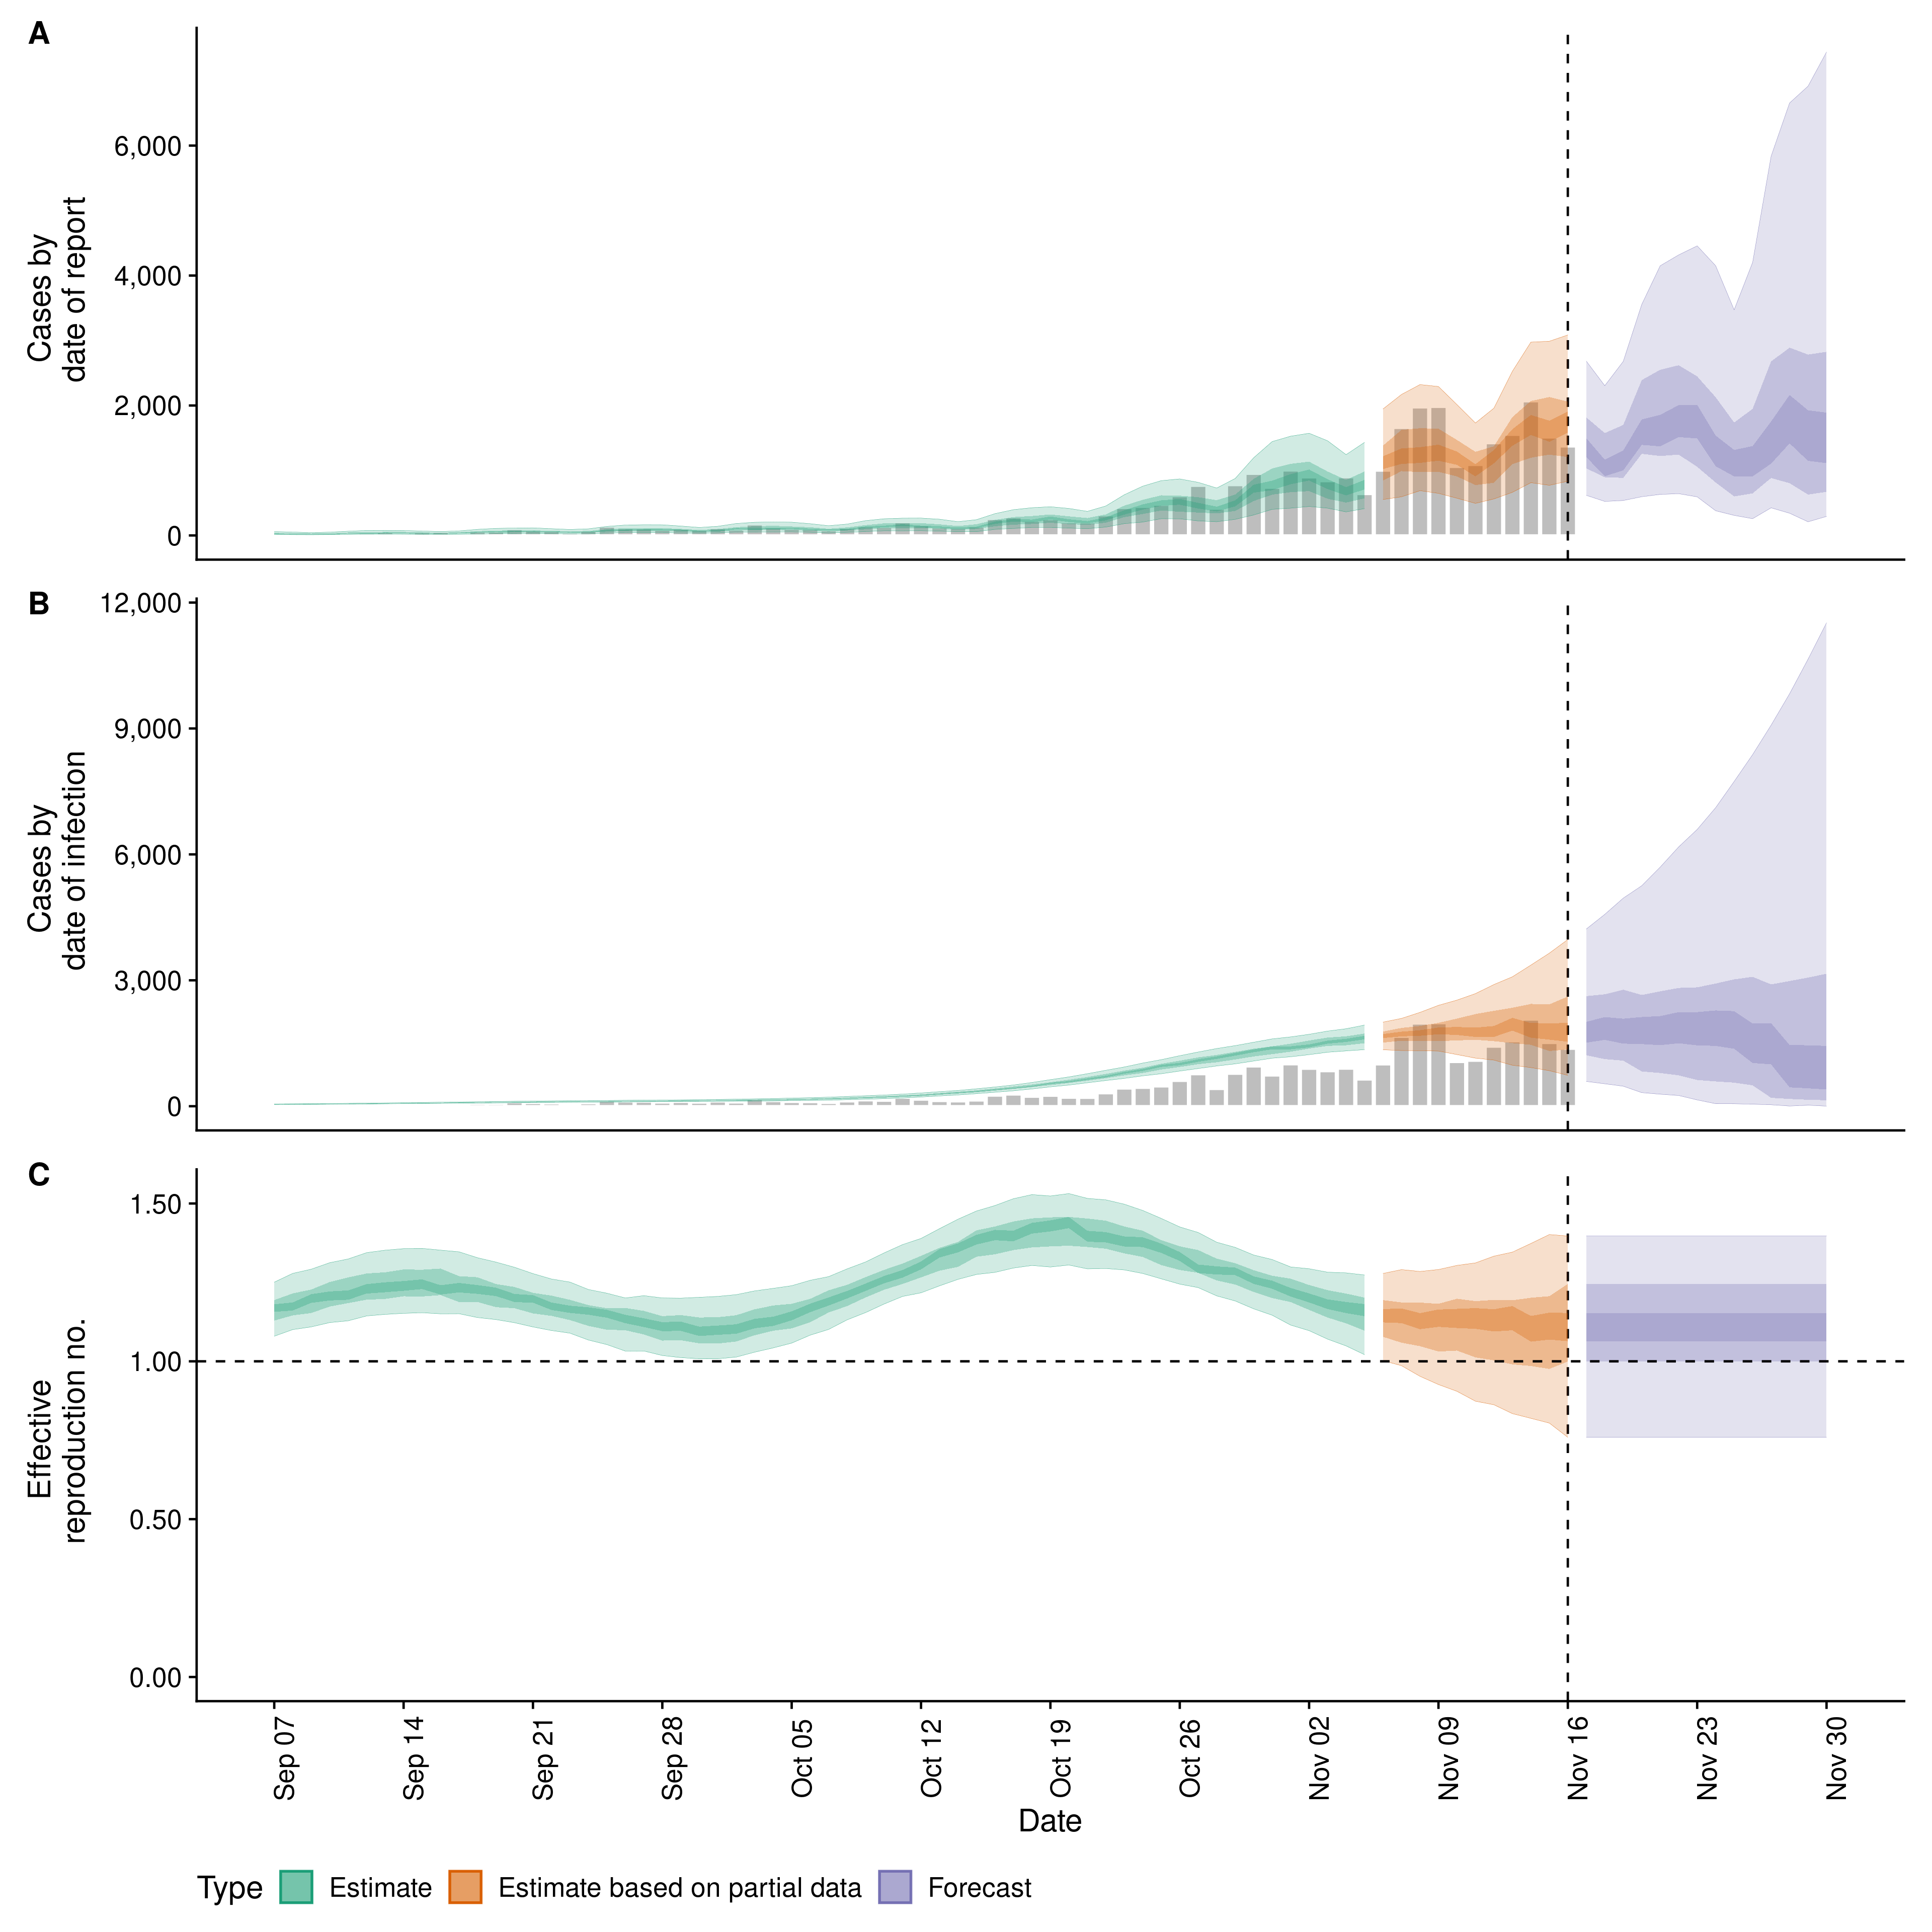 A
Cases by
date of report
6,000
4,000
2,000
0
B
Cases by
date of infection
12,000
9,000
6,000
3,000
0
C
Effective
reproduction no.
1.50
1.00
0.50
0.00
Sep 07
Sep 14
Sep 21
Sep 28
Oct 05
Oct 12
Oct 19
Oct 26
Nov 02
Nov 09
Nov 16
Nov 23
Nov 30
Date
Type Estimate Estimate based on partial data Forecast